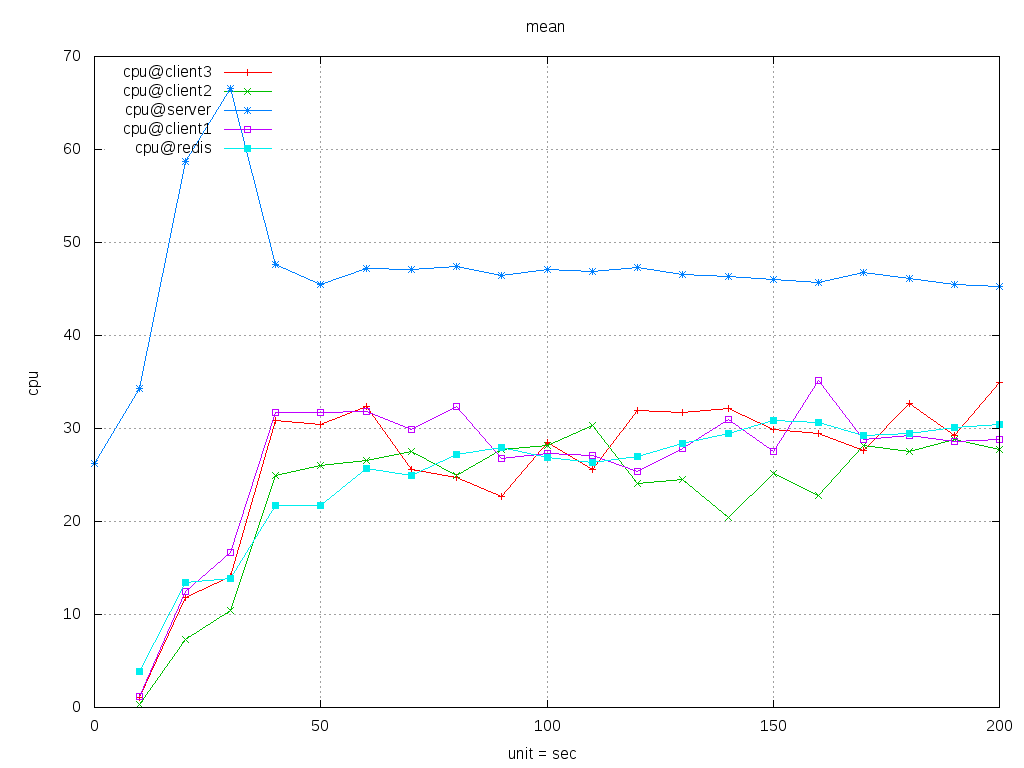 mean
70
60
50
40
30
20
10
0
cpu
cpu@client3
cpu@client2
cpu@server
cpu@client1
cpu@redis
0 50 100 150 200
unit = sec